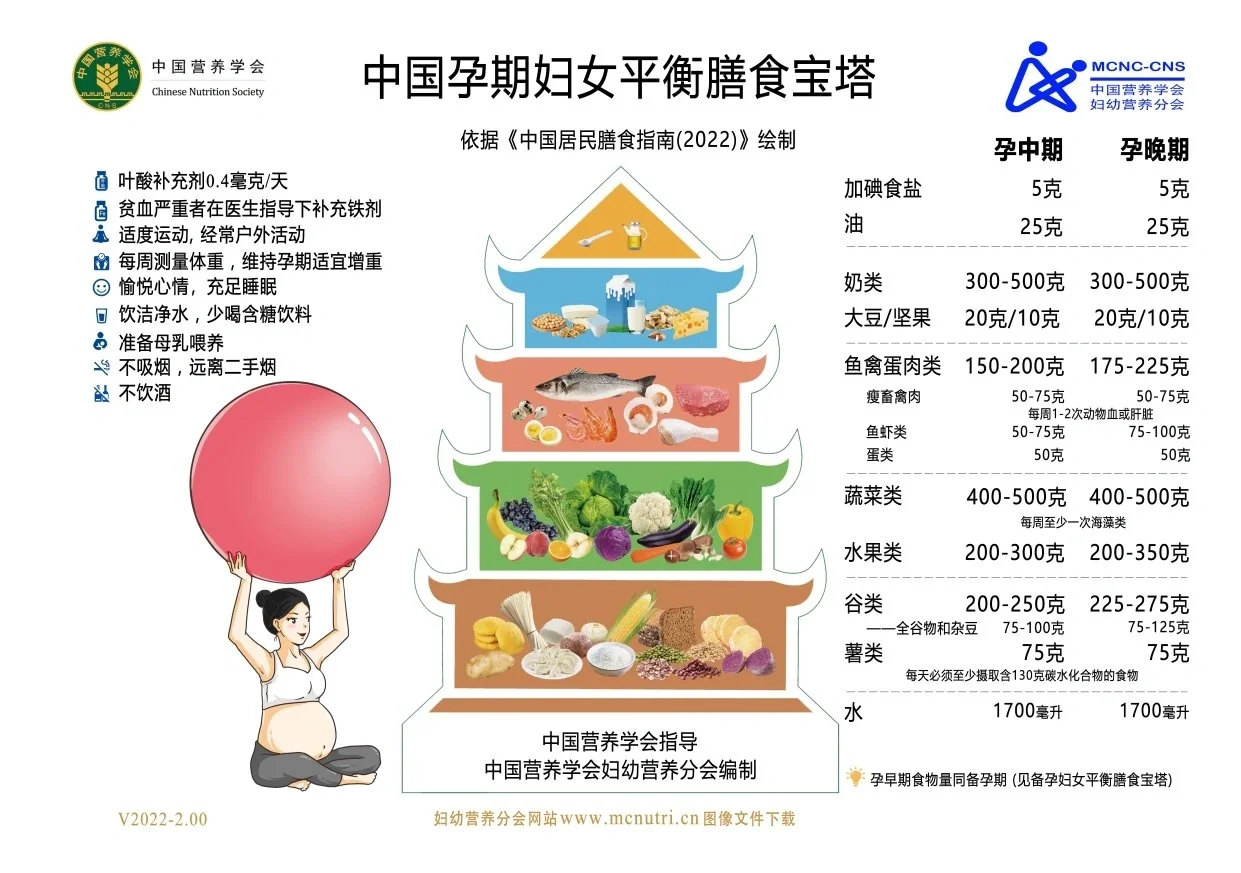 中国营养学会
CNS
中国营养学会
Chinese Nutrition Society
中国孕期妇女平衡膳食宝塔
MCNC-CNS
中国营养学会
妇幼营养分会
依据《中国居民膳食指南(2022)》绘制
叶酸补充剂0.4毫克/天
贫血严重者在医生指导下补充铁剂
适度运动, 经常户外活动
每周测量体重，维持孕期适宜增重
愉悦心情，充足睡眠
饮洁净水，少喝含糖饮料
准备母乳喂养
不吸烟，远离二手烟
不饮酒
孕中期 孕晚期
加碘食盐 5克 5克
油 25克 25克
奶类 300-500克 300-500克
大豆/坚果 20克/10克 20克/10克
鱼禽蛋肉类 150-200克 175-225克
瘦畜禽肉 50-75克 50-75克
每周1-2次动物血或肝脏
鱼虾类 50-75克 75-100克
蛋类 50克 50克
蔬菜类 400-500克 400-500克
每周至少一次海藻类
水果类 200-300克 200-350克
谷类 200-250克 225-275克
——全谷物和杂豆 75-100克 75-125克
薯类 75克 75克
每天必须至少摄取含130克碳水化合物的食物
水 1700毫升 1700毫升
中国营养学会指导
中国营养学会妇幼营养分会编制
孕早期食物量同备孕期 (见备孕妇女平衡膳食宝塔)
V2022-2.00
妇幼营养分会网站www.mcnutri.cn图像文件下载